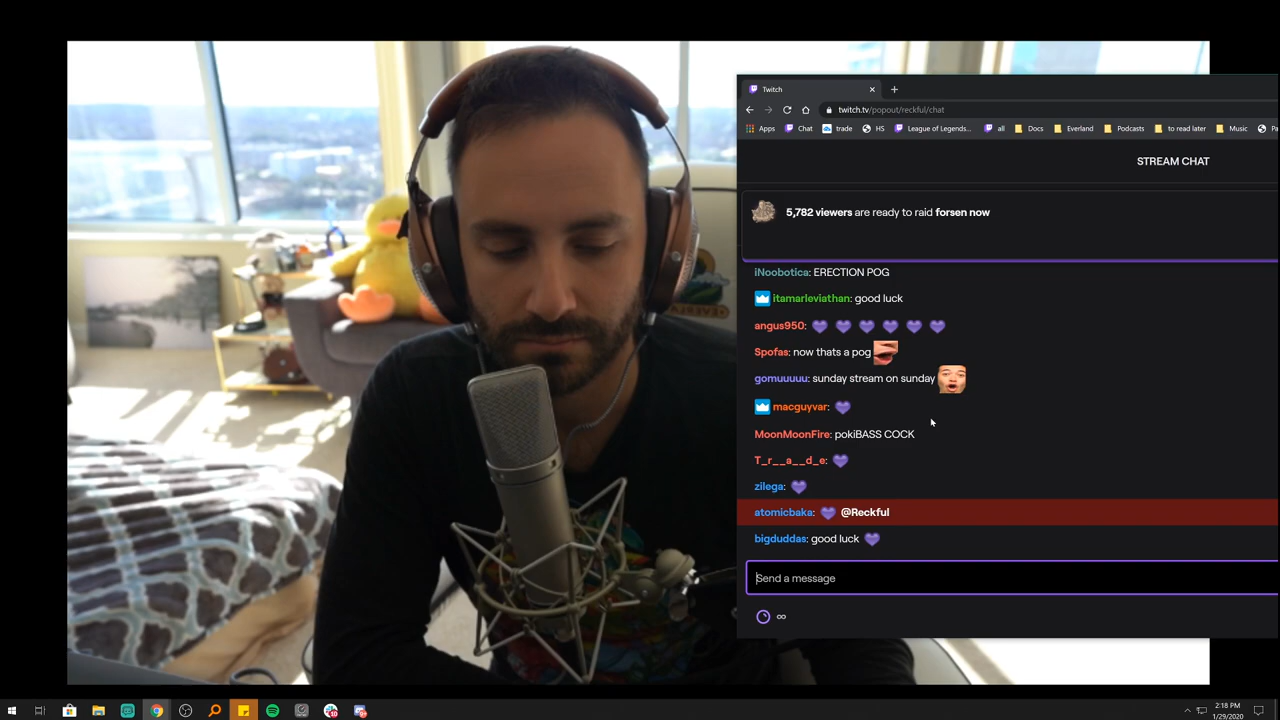 Twitch
twitch.tv/popout/reckful/chat
Apps Chat trade HS League of Legends... all Docs Everland Podcasts to read later Music
STREAM CHAT
5,782 viewers are ready to raid forsen now
iNoobotica: ERECTION POG
itamarleviathan: good luck
angus950:
Spofas: now thats a pog
gomuuuuu: sunday stream on sunday
macguyvar:
MoonMoonFire: pokiBASS COCK
T_r__a__d_e:
zilega:
atomicbaka: @Reckful
bigduddas: good luck
Send a message
∞
2:18 PM
1/29/2020